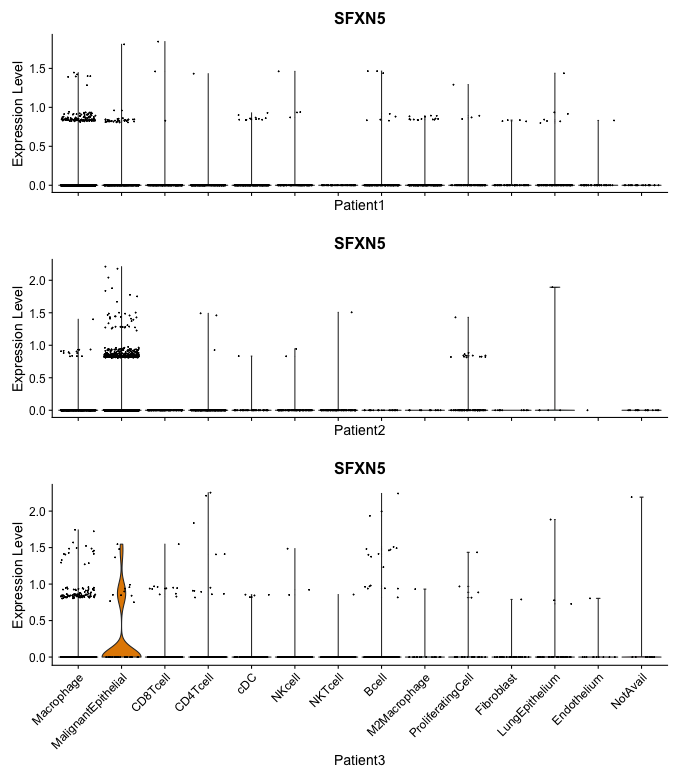 SFXN5
Expression Level
1.5
1.0
0.5
0.0
Patient1
SFXN5
Expression Level
2.0
1.5
1.0
0.5
0.0
Patient2
SFXN5
Expression Level
2.0
1.5
1.0
0.5
0.0
Macrophage
MalignantEpithelial
CD8Tcell
CD4Tcell
cDC
NKcell
NKTcell
Bcell
M2Macrophage
ProliferatingCell
Fibroblast
LungEpithelium
Endothelium
NotAvail
Patient3